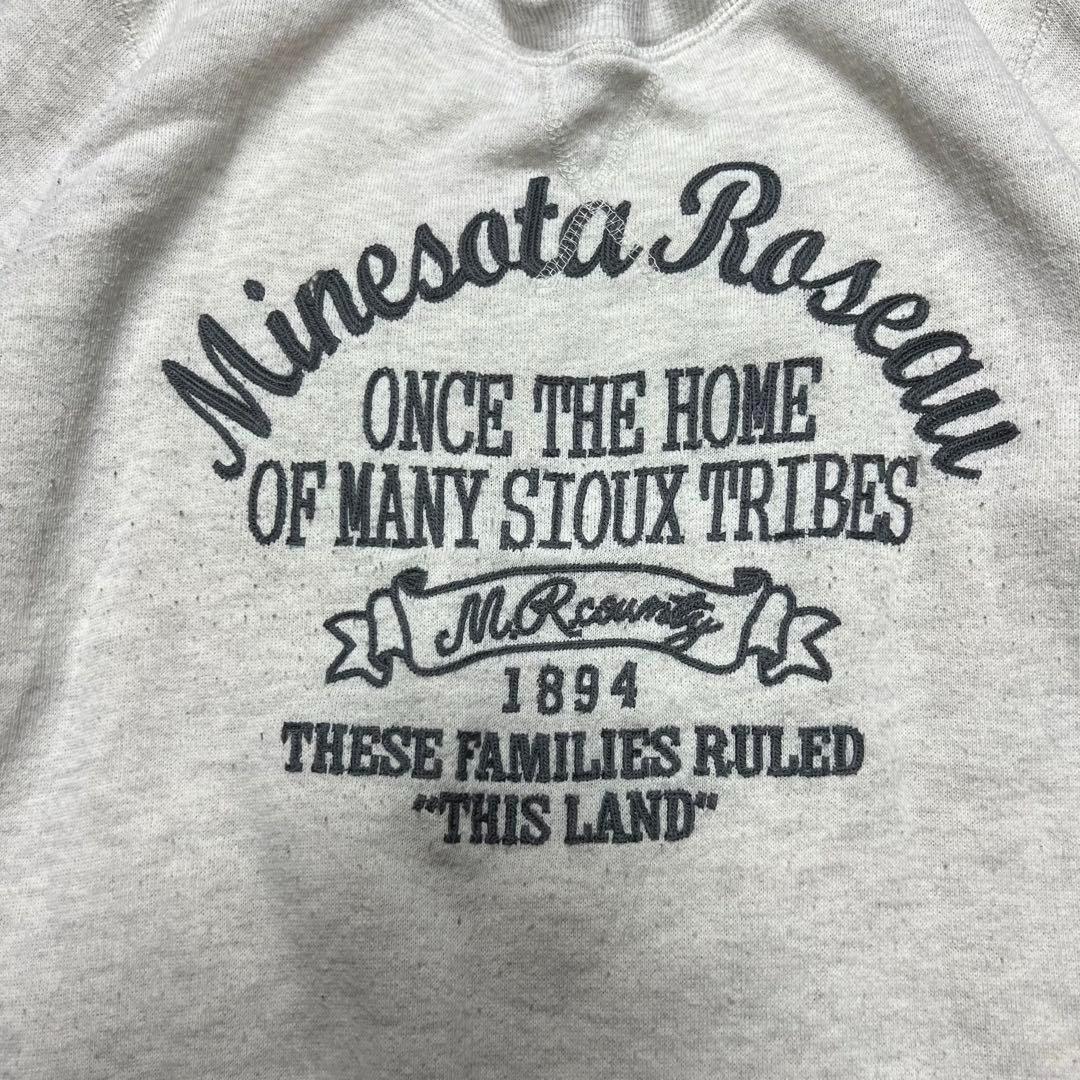 Minesota Roseau
ONCE THE HOME
OF MANY SIOUX TRIBES
M.R.county
1894
THESE FAMILIES RULED
"THIS LAND"